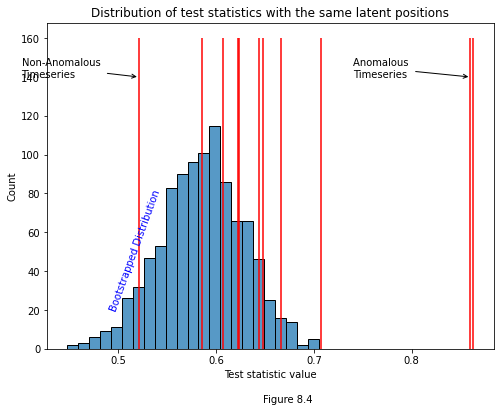 Distribution of test statistics with the same latent positions
160
140
120
100
80
60
40
20
0
Count
Non-Anomalous
Timeseries
Anomalous
Timeseries
Bootstrapped Distribution
0.5
0.6
0.7
0.8
Test statistic value
Figure 8.4